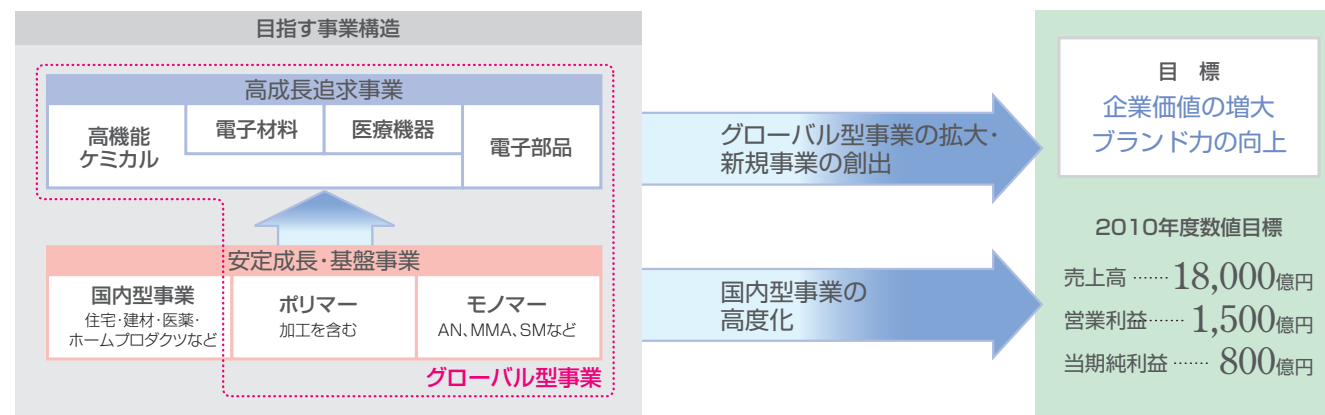 目指す事業構造
高成長追求事業
高機能
ケミカル
電子材料
医療機器
電子部品
安定成長・基盤事業
国内型事業
住宅・建材・医薬・
ホームプロダクツなど
ポリマー
加工を含む
モノマー
AN、MMA、SMなど
グローバル型事業
グローバル型事業の拡大・
新規事業の創出
国内型事業の
高度化
目 標
企業価値の増大
ブランド力の向上
2010年度数値目標
売上高 ······· 18,000億円
営業利益······· 1,500億円
当期純利益 ······· 800億円